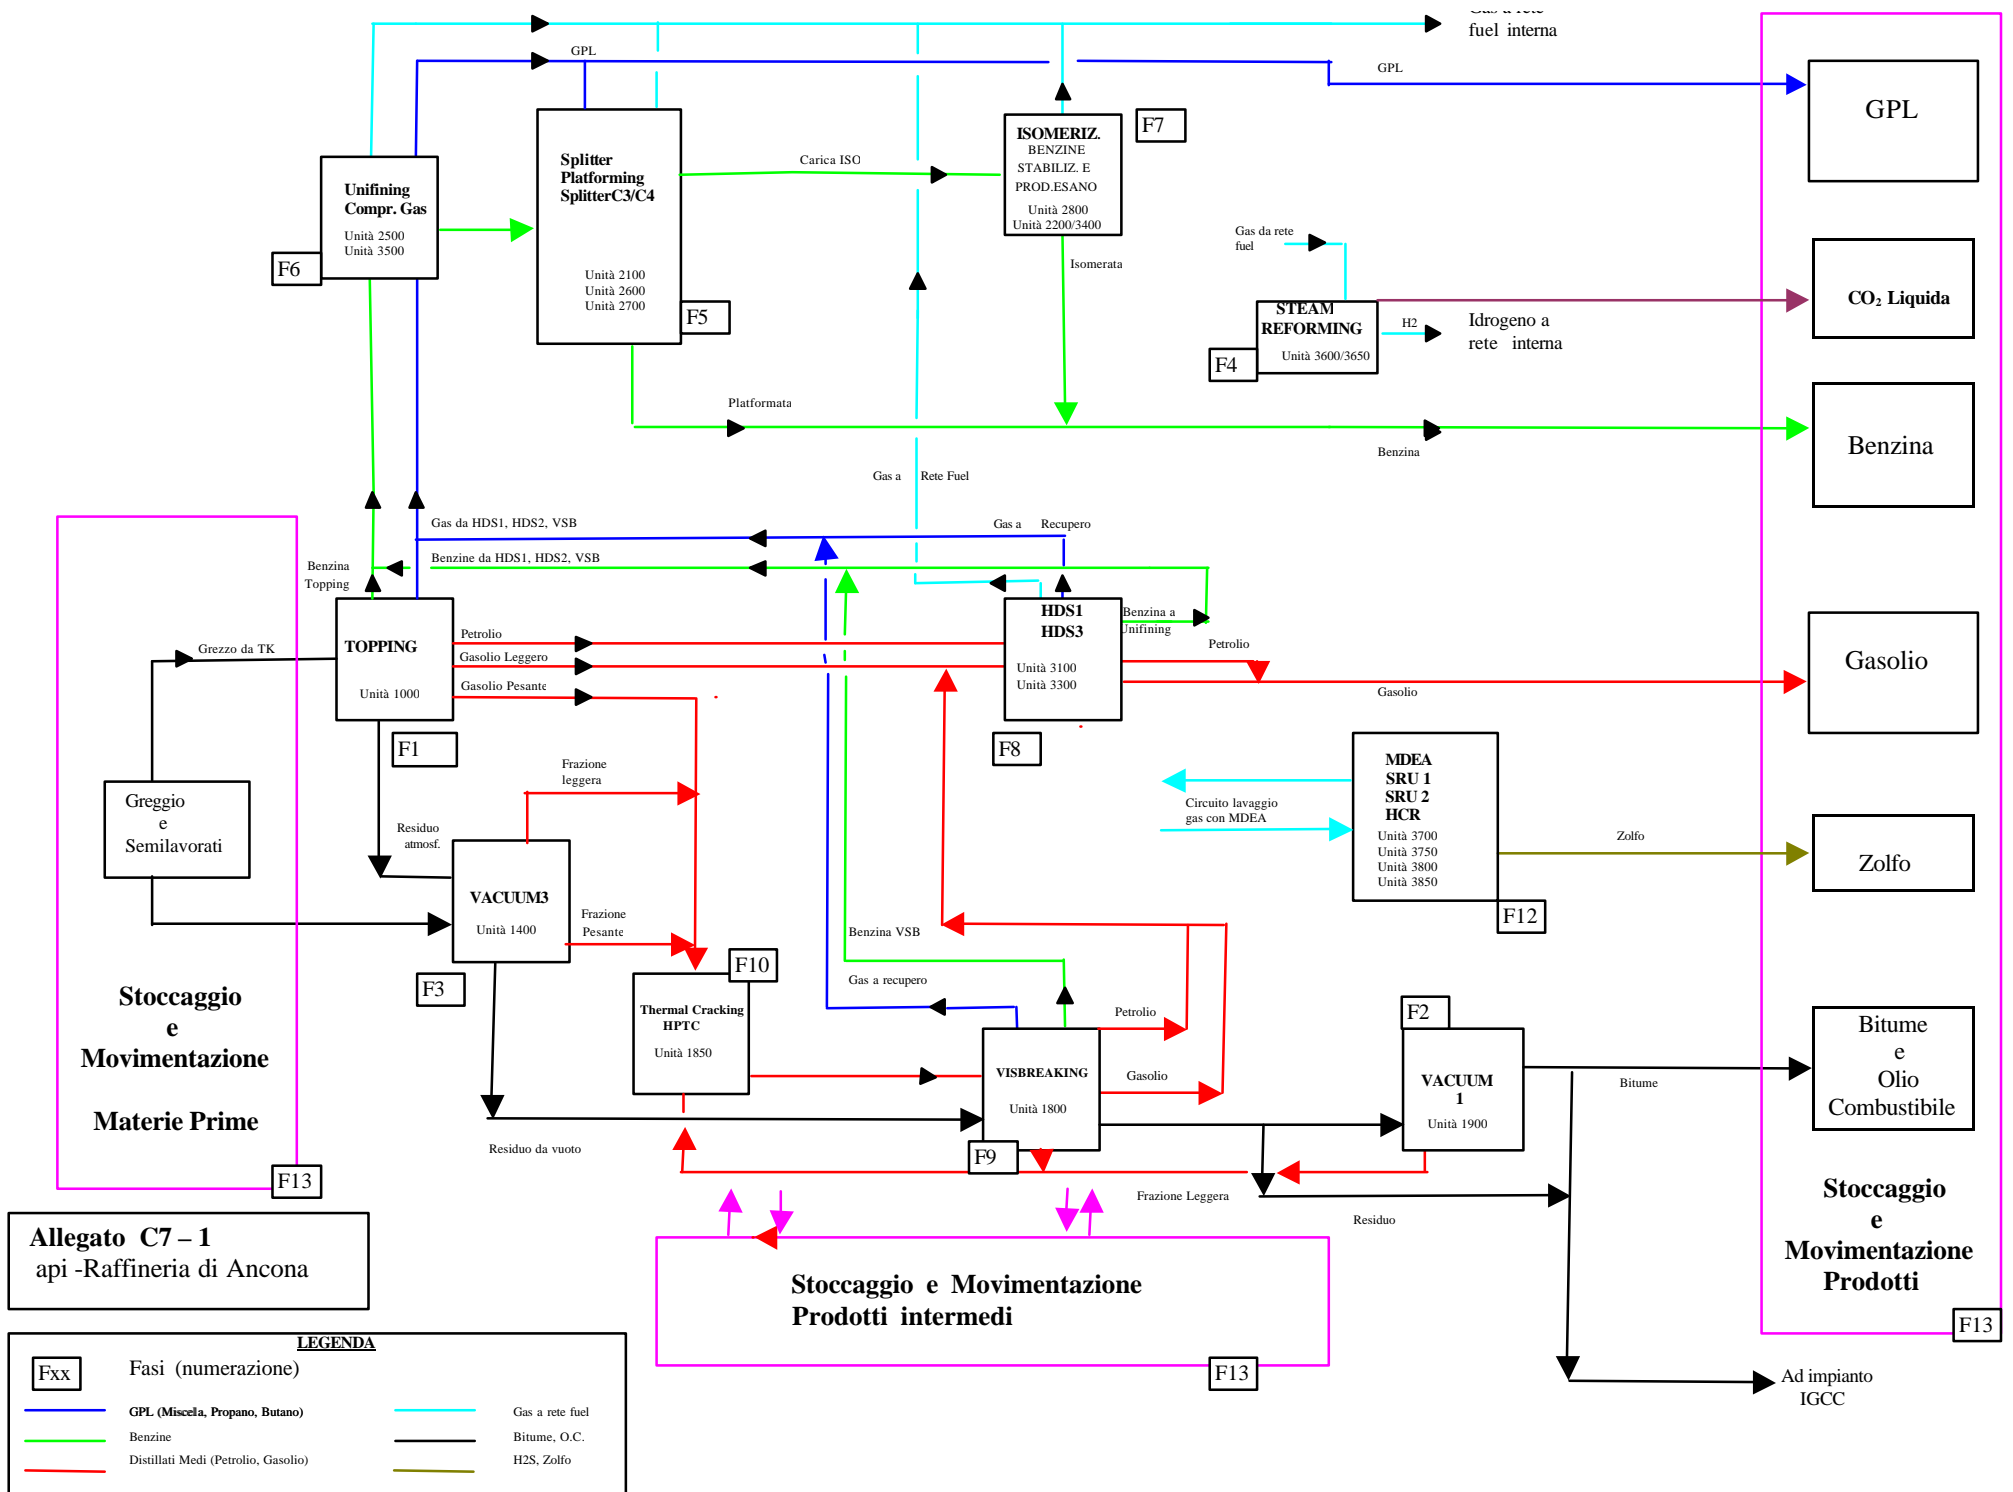 Gas a rete
fuel interna
GPL
GPL
GPL
F7
ISOMERIZ.
BENZINE
STABILIZ. E
PROD.ESANO
Unità 2800
Unità 2200/3400
Splitter
Platforming
SplitterC3/C4
Unità 2100
Unità 2600
Unità 2700
F5
Carica ISO
Unifining
Compr. Gas
Unità 2500
Unità 3500
F6
Gas da rete
fuel
Isomerata
CO₂ Liquida
STEAM
REFORMING
Unità 3600/3650
F4
H2
Idrogeno a
rete interna
Platformata
Benzina
Benzina
Gas a Rete Fuel
Gas da HDS1, HDS2, VSB
Gas a Recupero
Benzine da HDS1, HDS2, VSB
Benzina
Topping
Grezzo da TK
TOPPING
Unità 1000
F1
Petrolio
Gasolio Leggero
Gasolio Pesante
HDS1
HDS3
Unità 3100
Unità 3300
F8
Benzina a
Unifining
Petrolio
Gasolio
Gasolio
Greggio
e
Semilavorati
Residuo
atmosf.
Frazione
leggera
VACUUM3
Unità 1400
F3
Frazione
Pesante
Circuito lavaggio
gas con MDEA
MDEA
SRU 1
SRU 2
HCR
Unità 3700
Unità 3750
Unità 3800
Unità 3850
F12
Zolfo
Zolfo
Benzina VSB
Gas a recupero
F10
Thermal Cracking
HPTC
Unità 1850
Stoccaggio
e
Movimentazione
Materie Prime
F13
VISBREAKING
Unità 1800
F9
Petrolio
Gasolio
F2
VACUUM
1
Unità 1900
Bitume
Bitume
e
Olio
Combustibile
Residuo da vuoto
Frazione Leggera
Residuo
Stoccaggio
e
Movimentazione
Prodotti
F13
Allegato C7 – 1
api -Raffineria di Ancona
Stoccaggio e Movimentazione
Prodotti intermedi
F13
Ad impianto
IGCC
LEGENDA
Fxx Fasi (numerazione)
GPL (Miscela, Propano, Butano)
Gas a rete fuel
Benzine
Bitume, O.C.
Distillati Medi (Petrolio, Gasolio)
H2S, Zolfo